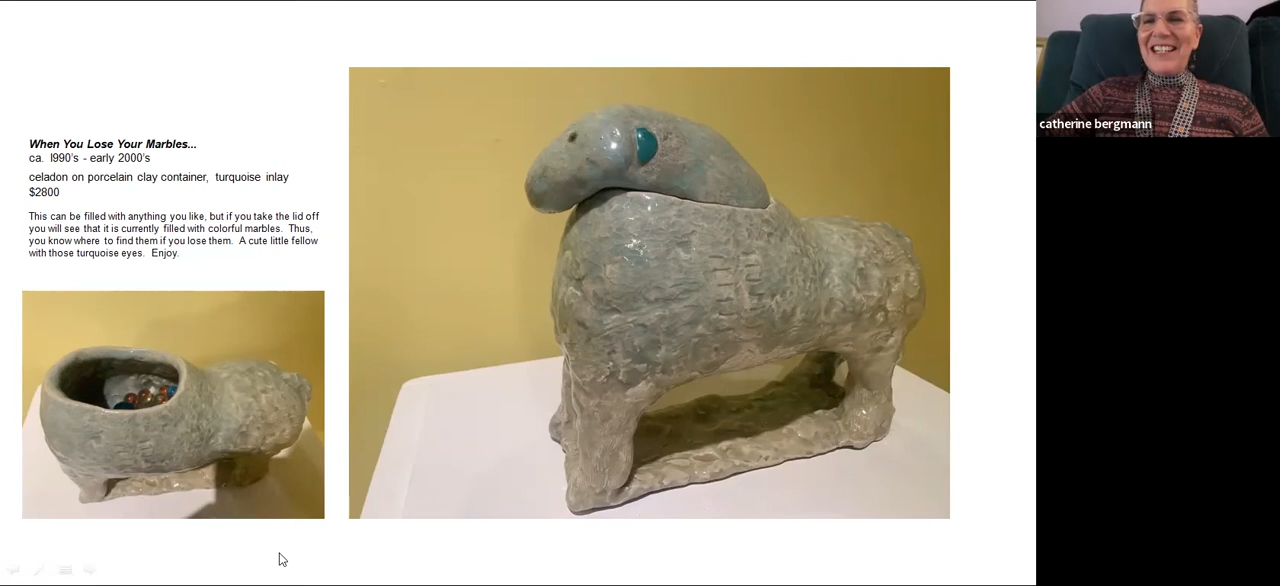 When You Lose Your Marbles...
ca. l990's - early 2000's
celadon on porcelain clay container, turquoise inlay
$2800
This can be filled with anything you like, but if you take the lid off
you will see that it is currently filled with colorful marbles. Thus,
you know where to find them if you lose them. A cute little fellow
with those turquoise eyes. Enjoy.
catherine bergmann